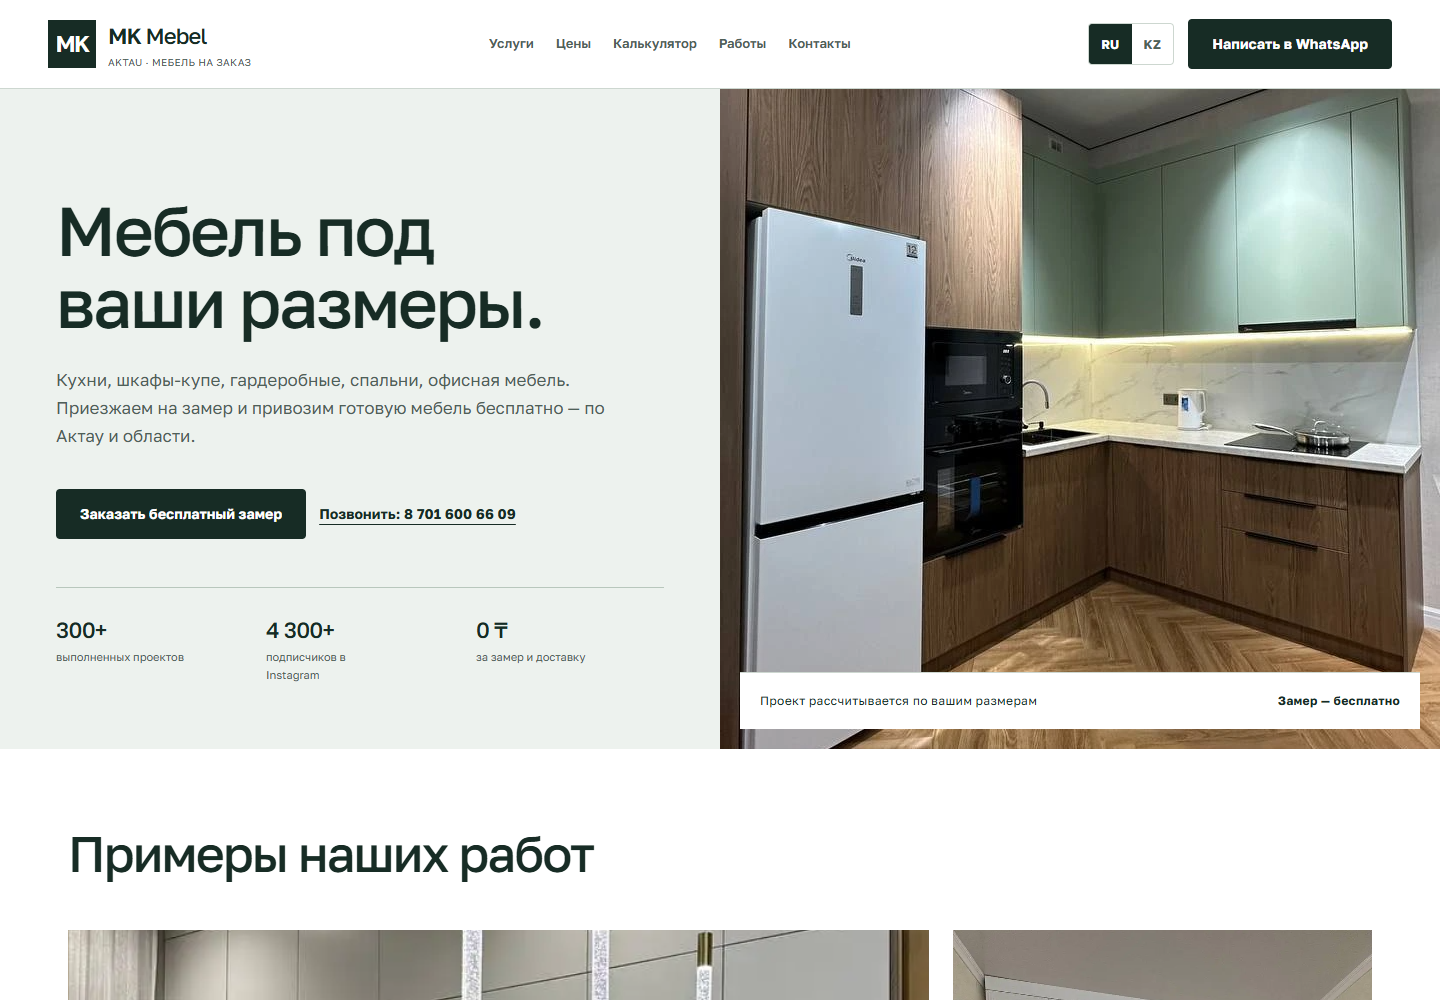 MK
MK Mebel
AKTAU · МЕБЕЛЬ НА ЗАКАЗ
Услуги
Цены
Калькулятор
Работы
Контакты
RU
KZ
Написать в WhatsApp
Мебель под
ваши размеры.
Кухни, шкафы-купе, гардеробные, спальни, офисная мебель.
Приезжаем на замер и привозим готовую мебель бесплатно — по
Актау и области.
Заказать бесплатный замер
Позвонить: 8 701 600 66 09
300+
выполненных проектов
4 300+
подписчиков в
Instagram
0 ₸
за замер и доставку
Midea
12
Проект рассчитывается по вашим размерам
Замер — бесплатно
Примеры наших работ